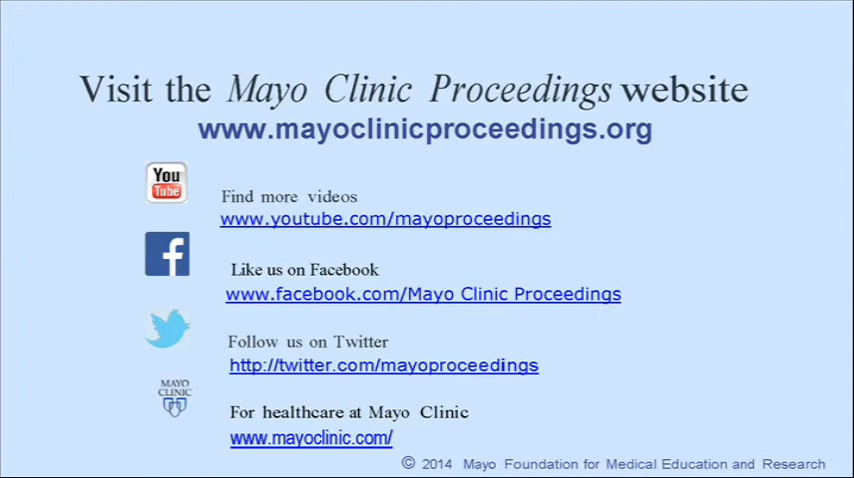 Visit the Mayo Clinic Proceedings website
www.mayoclinicproceedings.org
You
Tube
Find more videos
www.youtube.com/mayoproceedings
f
Like us on Facebook
www.facebook.com/Mayo Clinic Proceedings
Follow us on Twitter
http://twitter.com/mayoproceedings
MAYO
CLINIC
For healthcare at Mayo Clinic
www.mayoclinic.com/
© 2014 Mayo Foundation for Medical Education and Research